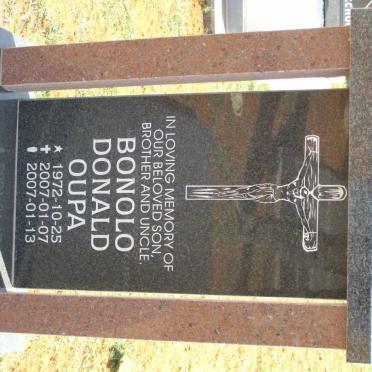 IN LOVING MEMORY OF
OUR BELOVED SON,
BROTHER AND UNCLE,
BONOLO
DONALD
OUPA
★ 1972-10-25
✝ 2007-01-07
2007-01-13